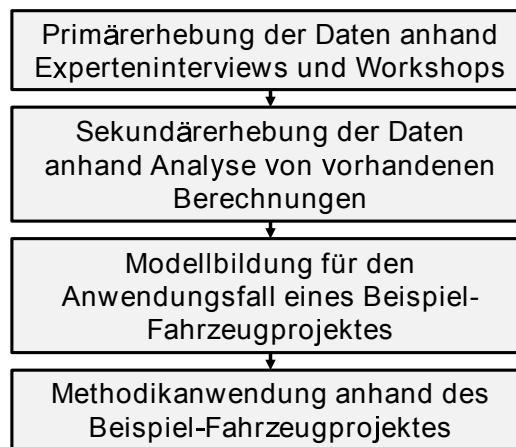 Primärerhebung der Daten anhand
Experteninterviews und Workshops
Sekundärerhebung der Daten
anhand Analyse von vorhandenen
Berechnungen
Modellbildung für den
Anwendungsfall eines Beispiel-
Fahrzeugprojektes
Methodikanwendung anhand des
Beispiel-Fahrzeugprojektes